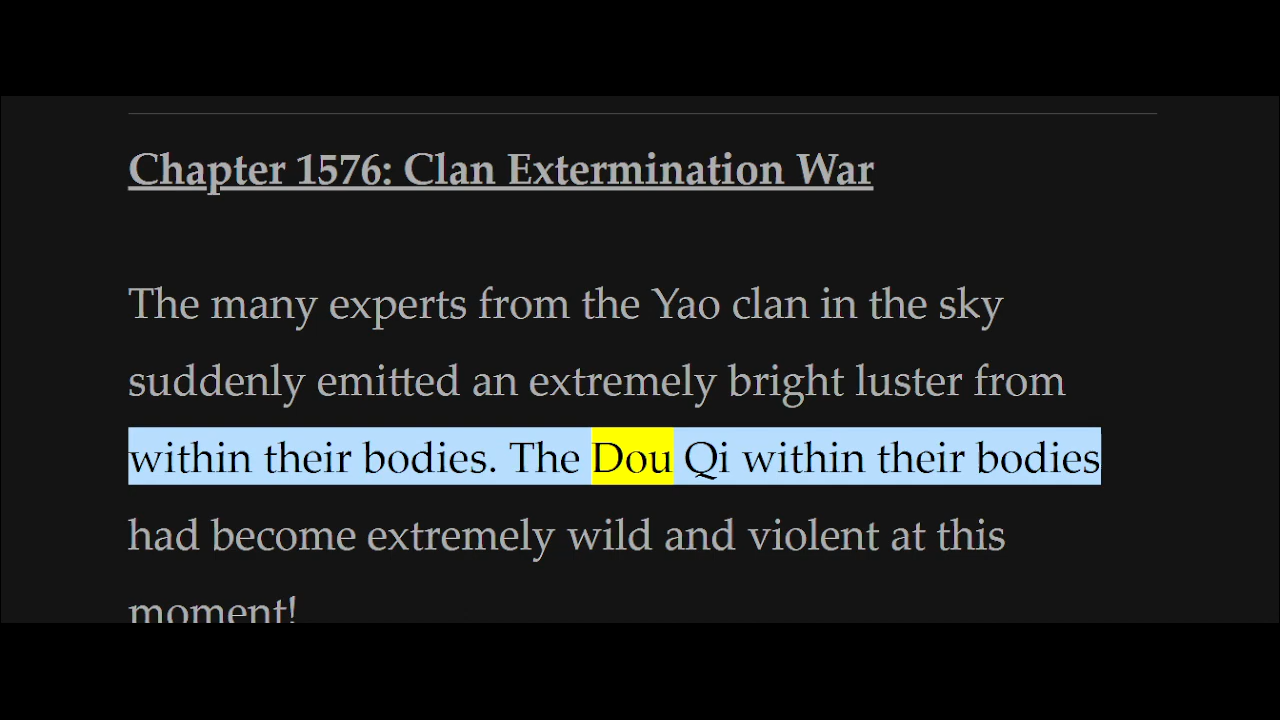 Chapter 1576: Clan Extermination War
The many experts from the Yao clan in the sky
suddenly emitted an extremely bright luster from
within their bodies. The Dou Qi within their bodies
had become extremely wild and violent at this
moment!